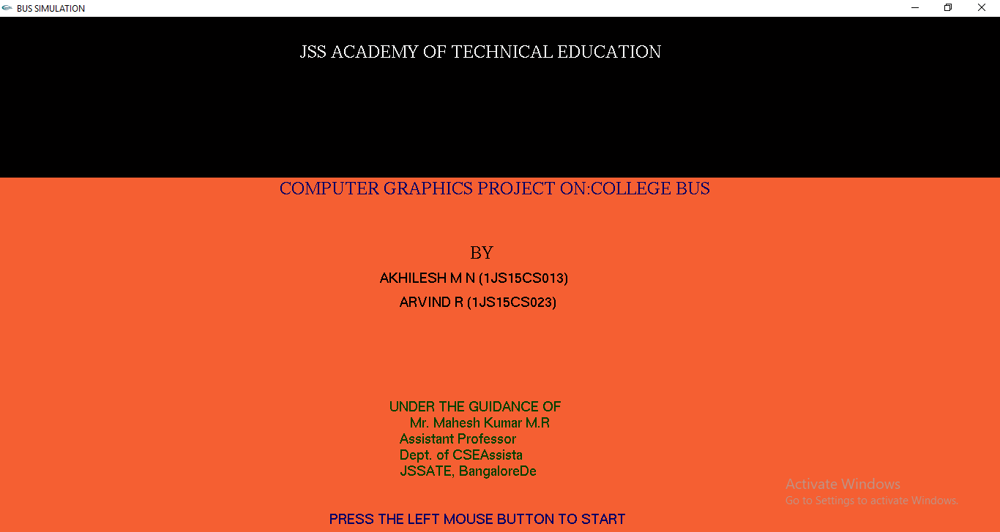 BUS SIMULATION
JSS ACADEMY OF TECHNICAL EDUCATION
COMPUTER GRAPHICS PROJECT ON:COLLEGE BUS
BY
AKHILESH M N (1JS15CS013)
ARVIND R (1JS15CS023)
UNDER THE GUIDANCE OF
Mr. Mahesh Kumar M.R
Assistant Professor
Dept. of CSEAssista
JSSATE, BangaloreDe
Activate Windows
Go to Settings to activate Windows.
PRESS THE LEFT MOUSE BUTTON TO START